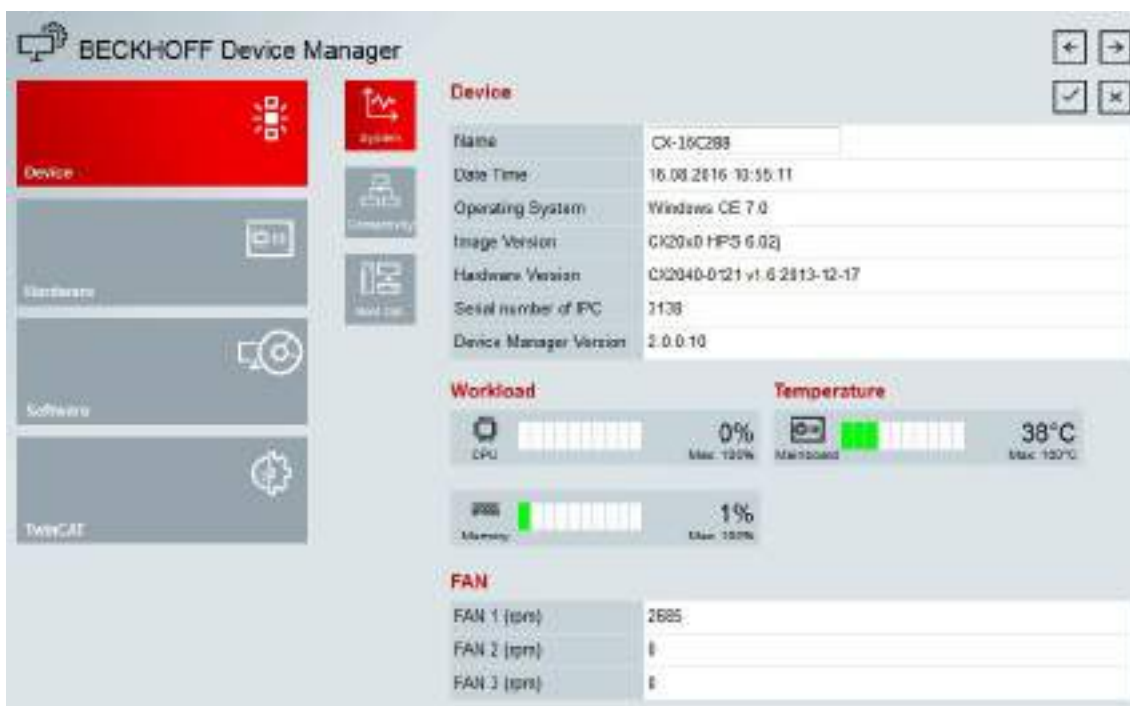 BECKHOFF Device Manager
Device
Hardware
Software
TwinCAT
System
Connectivity
Boot Opt.
Device
Name CX-16C288
Date Time 16.08.2016 10:55:11
Operating System Windows CE 7.0
Image Version CX20x0 HPS 6.02j
Hardware Version CX2040-0121 v1.6 2013-12-17
Serial number of IPC 3138
Device Manager Version 2.0.0.10
Workload
CPU 0%
Max: 100%
Memory 1%
Max: 100%
Temperature
Mainboard 38°C
Max: 100°C
FAN
FAN 1 (rpm) 2685
FAN 2 (rpm) 0
FAN 3 (rpm) 0